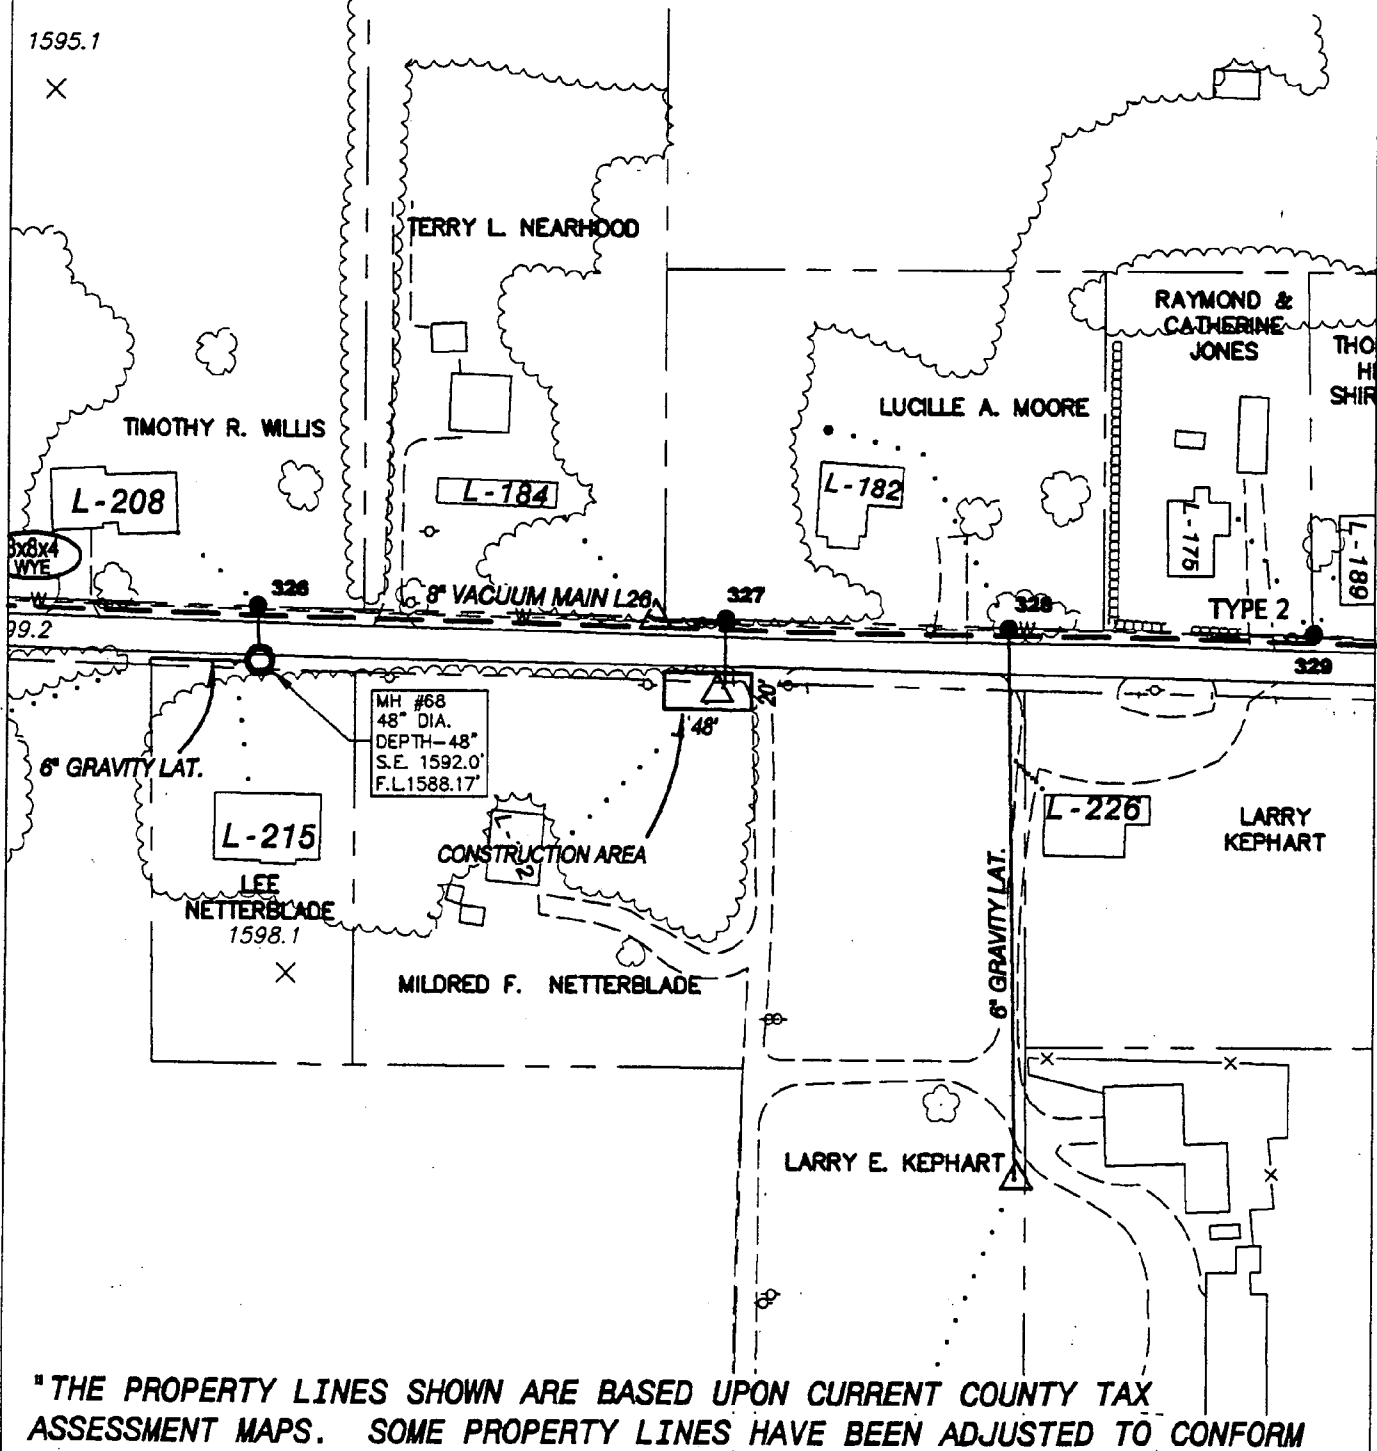 1595.1
TERRY L. NEARHOOD
RAYMOND &
CATHERINE
JONES
THO
H
SHIR
LUCILLE A. MOORE
TIMOTHY R. WILLIS
L-208
L-184
L-182
L-175
L-189
8x8x4
WYE
326
8" VACUUM MAIN L26A
327
328
TYPE 2
329
W
W
W
99.2
MH #68
48" DIA.
DEPTH-48"
S.E. 1592.0'
F.L.1588.17'
20'
48'
6" GRAVITY LAT.
L-215
L-226
LARRY
KEPHART
CONSTRUCTION AREA
LEE
NETTERBLADE
1598.1
MILDRED F. NETTERBLADE
6" GRAVITY LAT.
LARRY E. KEPHART
"THE PROPERTY LINES SHOWN ARE BASED UPON CURRENT COUNTY TAX
ASSESSMENT MAPS. SOME PROPERTY LINES HAVE BEEN ADJUSTED TO CONFORM